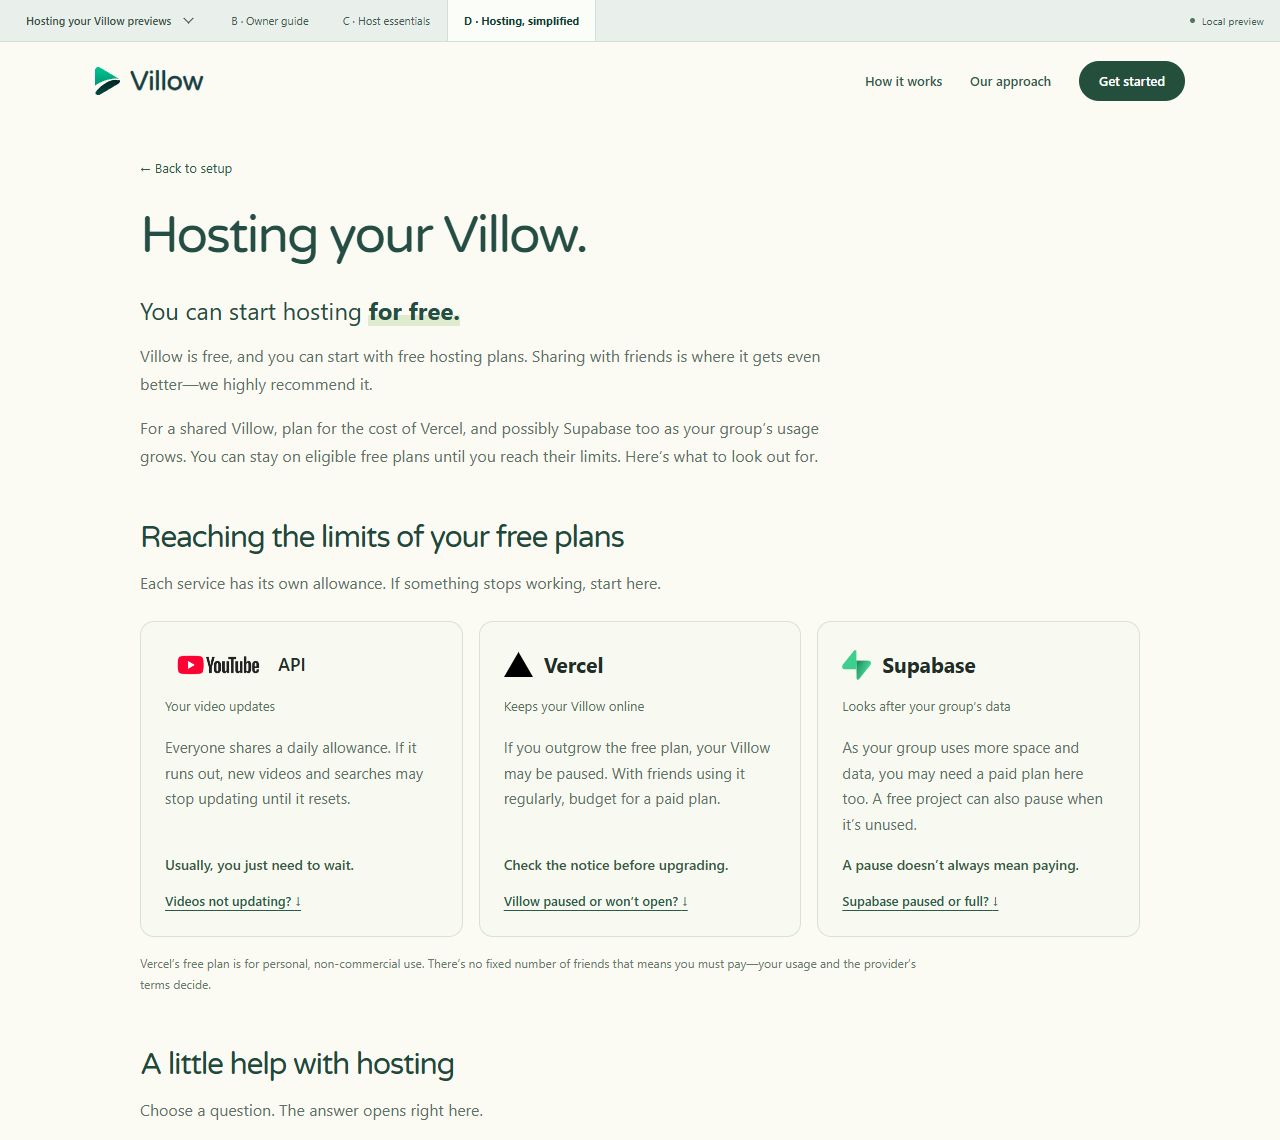 Hosting your Villow previews
B · Owner guide
C · Host essentials
D · Hosting, simplified
Local preview
Villow
How it works
Our approach
Get started
← Back to setup
Hosting your Villow.
You can start hosting for free.
Villow is free, and you can start with free hosting plans. Sharing with friends is where it gets even
better—we highly recommend it.
For a shared Villow, plan for the cost of Vercel, and possibly Supabase too as your group’s usage
grows. You can stay on eligible free plans until you reach their limits. Here’s what to look out for.
Reaching the limits of your free plans
Each service has its own allowance. If something stops working, start here.
YouTube API
Your video updates
Everyone shares a daily allowance. If it
runs out, new videos and searches may
stop updating until it resets.
Usually, you just need to wait.
Videos not updating? ↓
Vercel
Keeps your Villow online
If you outgrow the free plan, your Villow
may be paused. With friends using it
regularly, budget for a paid plan.
Check the notice before upgrading.
Villow paused or won’t open? ↓
Supabase
Looks after your group’s data
As your group uses more space and
data, you may need a paid plan here
too. A free project can also pause when
it’s unused.
A pause doesn’t always mean paying.
Supabase paused or full? ↓
Vercel’s free plan is for personal, non-commercial use. There’s no fixed number of friends that means you must pay—your usage and the provider’s
terms decide.
A little help with hosting
Choose a question. The answer opens right here.